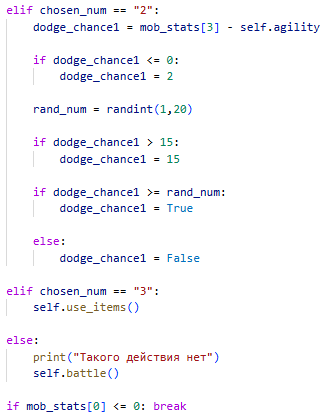 elif chosen_num == "2":
dodge_chance1 = mob_stats[3] - self.agility
if dodge_chance1 <= 0:
dodge_chance1 = 2
rand_num = randint(1,20)
if dodge_chance1 > 15:
dodge_chance1 = 15
if dodge_chance1 >= rand_num:
dodge_chance1 = True
else:
dodge_chance1 = False
elif chosen_num == "3":
self.use_items()
else:
print("Такого действия нет")
self.battle()
if mob_stats[0] <= 0: break